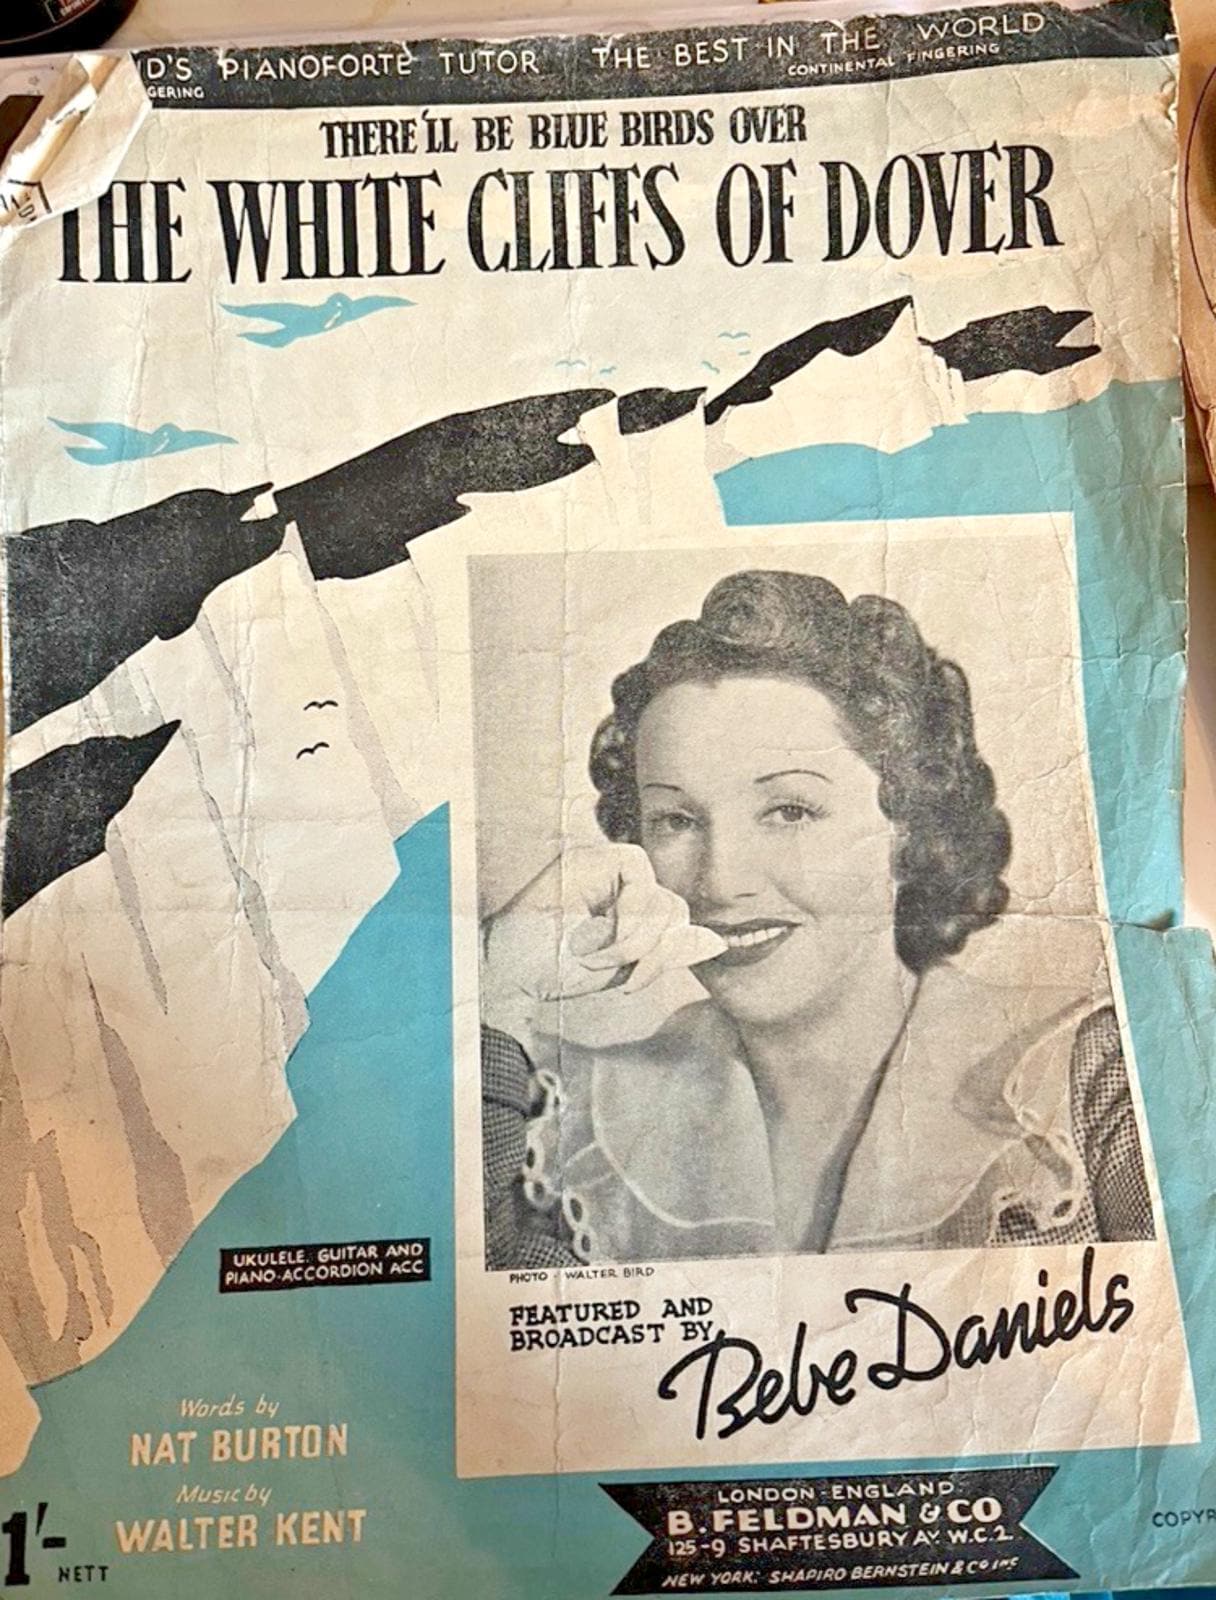 D'S PIANOFORTE TUTOR THE BEST IN THE WORLD
GERING CONTINENTAL FINGERING
THERE'LL BE BLUE BIRDS OVER
THE WHITE CLIFFS OF DOVER
UKULELE. GUITAR AND
PIANO-ACCORDION ACC
PHOTO - WALTER BIRD
FEATURED AND
BROADCAST BY
Bebe Daniels
Words by
NAT BURTON
Music by
WALTER KENT
1/-
NETT
LONDON - ENGLAND
B. FELDMAN & CO
125-9 SHAFTESBURY AV. W.C.2
NEW YORK: SHAPIRO BERNSTEIN & CO INC
COPYR